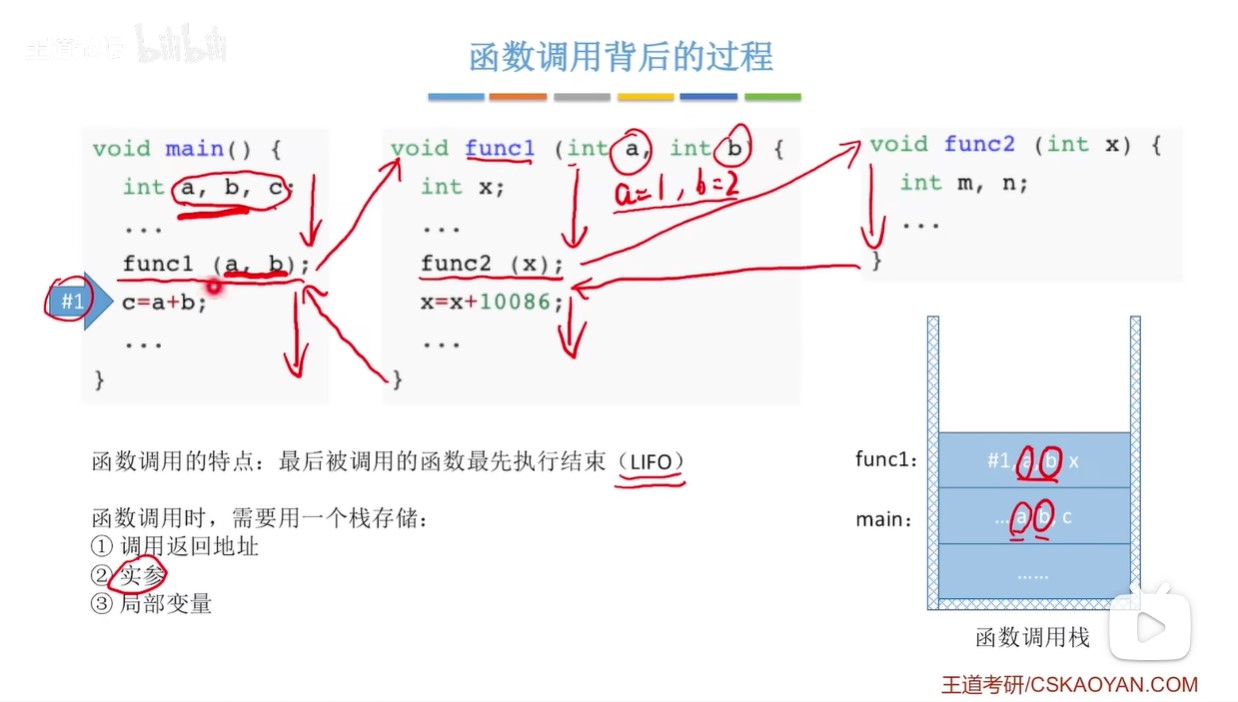 bilibili
函数调用背后的过程
void main() {
int a, b, c;
...
func1 (a, b);
#1
c=a+b;
...
}
void func1 (int a, int b) {
int x;
a=1, b=2
...
func2 (x);
x=x+10086;
...
}
void func2 (int x) {
int m, n;
...
}
函数调用的特点：最后被调用的函数最先执行结束（LIFO）
函数调用时，需要用一个栈存储：
① 调用返回地址
② 实参
③ 局部变量
func1： #1, a, b, x
main： ... a, b, c
……
函数调用栈
王道考研/CSKAOYAN.COM